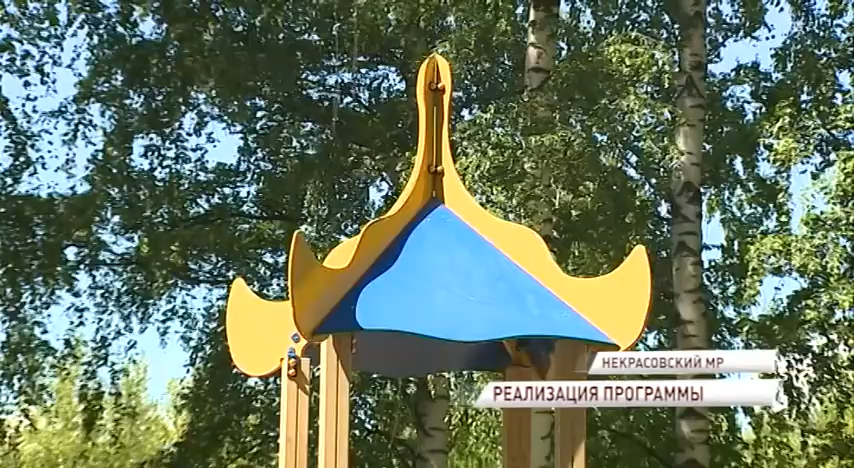 НЕКРАСОВСКИЙ МР
РЕАЛИЗАЦИЯ ПРОГРАММЫ